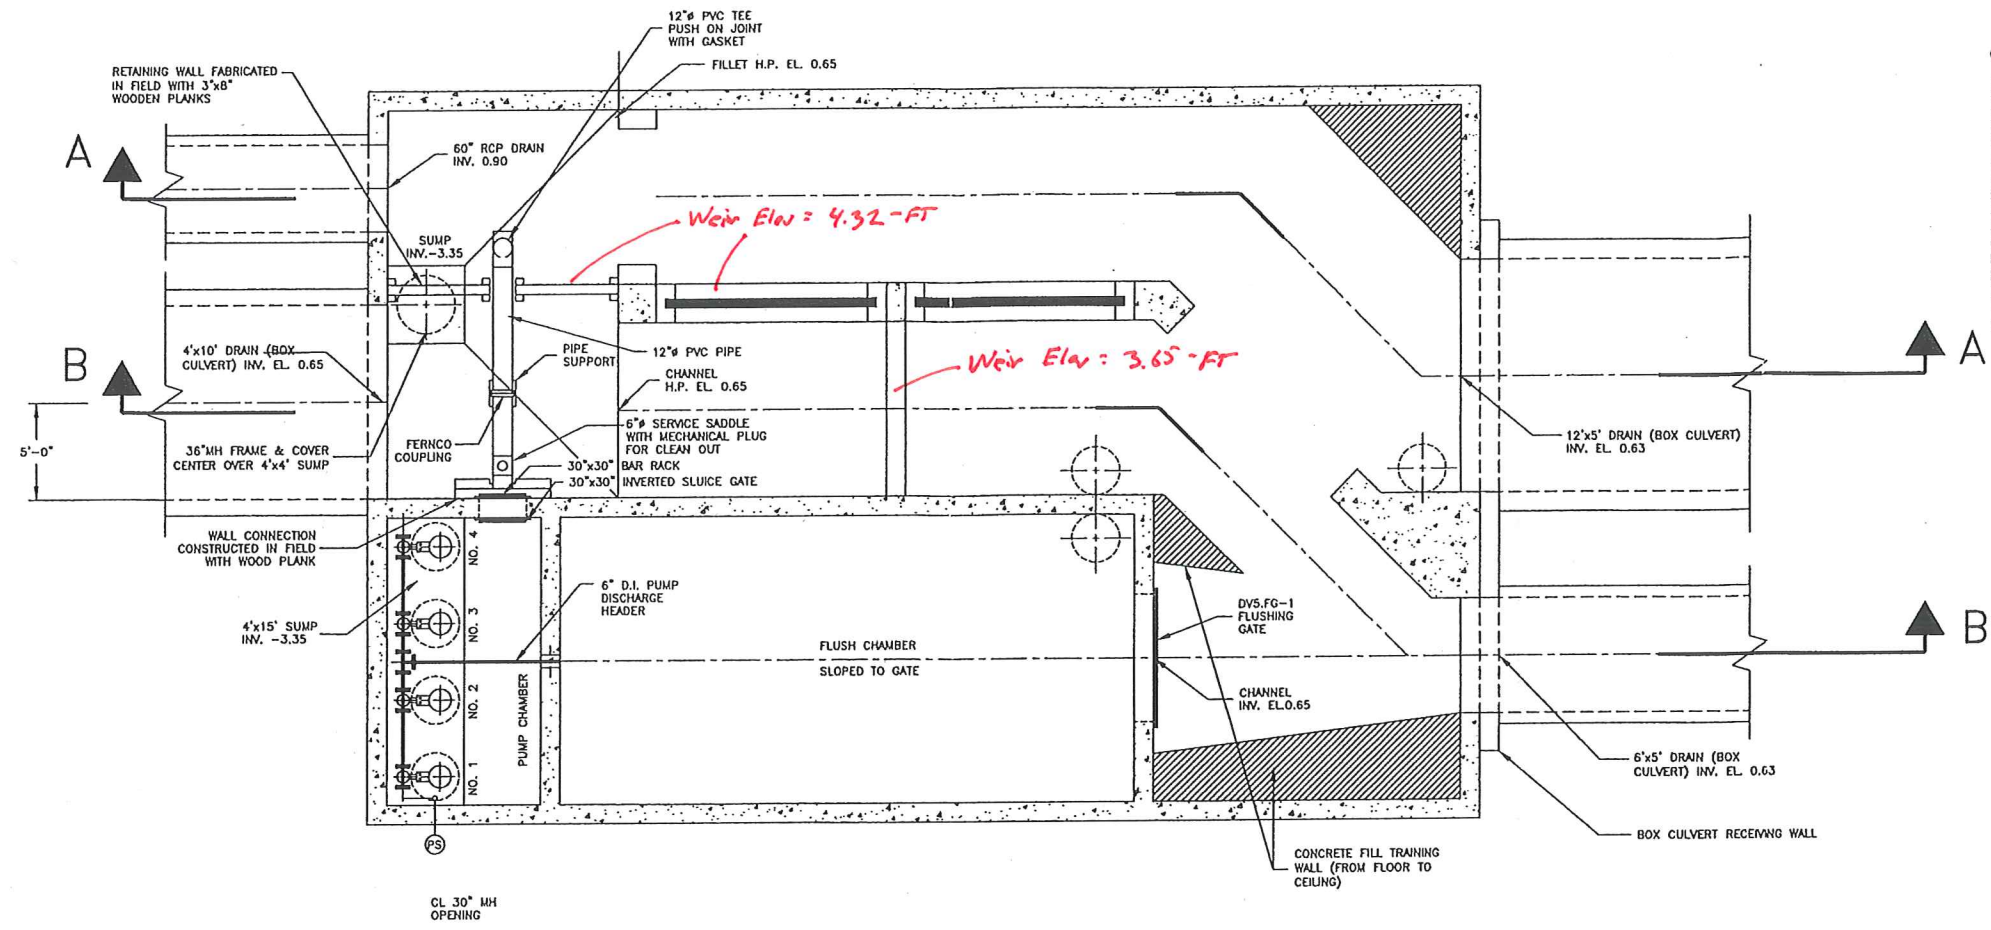 12"ø PVC TEE
PUSH ON JOINT
WITH GASKET
FILLET H.P. EL. 0.65
RETAINING WALL FABRICATED
IN FIELD WITH 3"x8"
WOODEN PLANKS
A
60" RCP DRAIN
INV. 0.90
Weir Elev = 4.32-FT
SUMP
INV.-3.35
4'x10' DRAIN (BOX
CULVERT) INV. EL. 0.65
B
PIPE
SUPPORT
12"ø PVC PIPE
CHANNEL
H.P. EL. 0.65
Weir Elev = 3.65-FT
A
5'-0"
36"MH FRAME & COVER
CENTER OVER 4'x4' SUMP
FERNCO
COUPLING
6"ø SERVICE SADDLE
WITH MECHANICAL PLUG
FOR CLEAN OUT
30"x30" BAR RACK
30"x30" INVERTED SLUICE GATE
12'x5' DRAIN (BOX CULVERT)
INV. EL. 0.63
WALL CONNECTION
CONSTRUCTED IN FIELD
WITH WOOD PLANK
NO. 4
NO. 3
NO. 2
NO. 1
PUMP CHAMBER
4'x15' SUMP
INV. -3.35
6" D.I. PUMP
DISCHARGE
HEADER
FLUSH CHAMBER
SLOPED TO GATE
DV5.FG-1
FLUSHING
GATE
CHANNEL
INV. EL.0.65
B
6'x5' DRAIN (BOX
CULVERT) INV. EL. 0.63
BOX CULVERT RECEIVING WALL
CONCRETE FILL TRAINING
WALL (FROM FLOOR TO
CEILING)
PS
CL 30" MH
OPENING